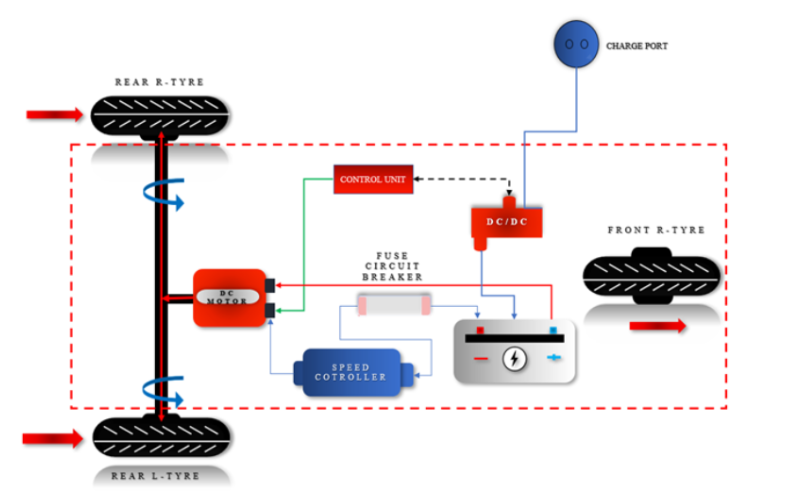 CHARGE PORT
REAR R-TYRE
CONTROL UNIT
DC/DC
FRONT R-TYRE
FUSE
CIRCUIT
BREAKER
DC
MOTOR
SPEED
COTROLLER
REAR L-TYRE